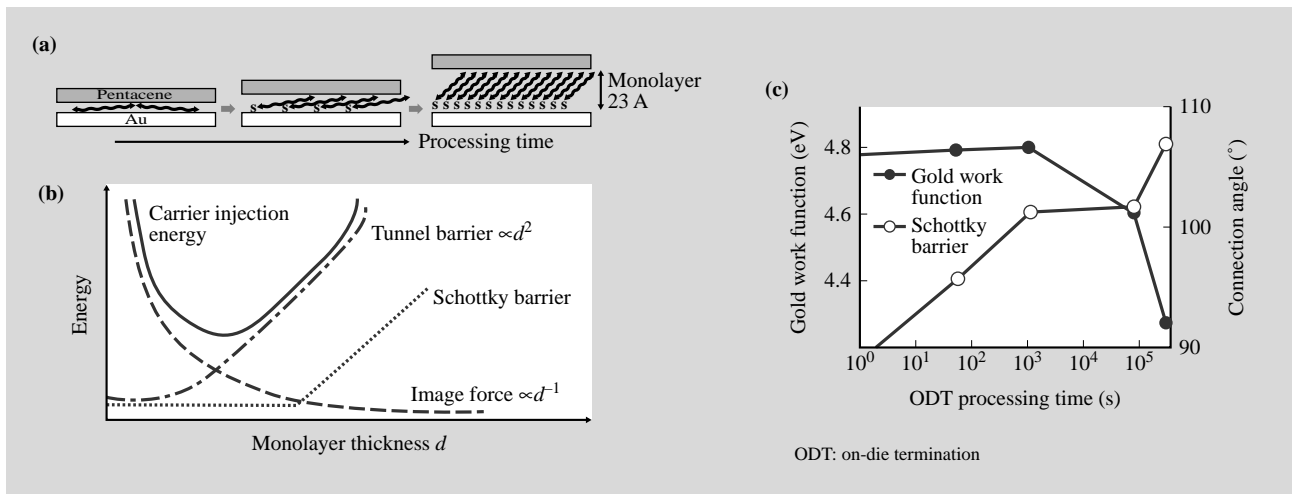 (a)
Pentacene
Au
s s s s
s s s s s s s s s s s s
Monolayer
23 A
Processing time
(b)
Carrier injection
energy
Tunnel barrier ∝d²
Schottky barrier
Image force ∝d⁻¹
Energy
Monolayer thickness d
(c)
Gold work function (eV)
4.8
4.6
4.4
Gold work
function
Schottky
barrier
110
100
90
Connection angle (°)
10⁰ 10¹ 10² 10³ 10⁴ 10⁵
ODT processing time (s)
ODT: on-die termination